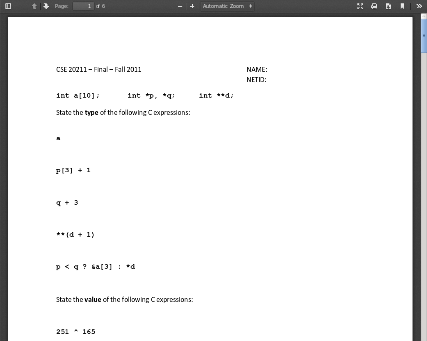 Page: 1 of 6 Automatic Zoom
CSE 20211 – Final – Fall 2011 NAME:
NETID:
int a[10]; int *p, *q; int **d;
State the type of the following C expressions:
a
p[3] + 1
q + 3
**(d + 1)
p < q ? &a[3] : *d
State the value of the following C expressions:
251 ^ 165